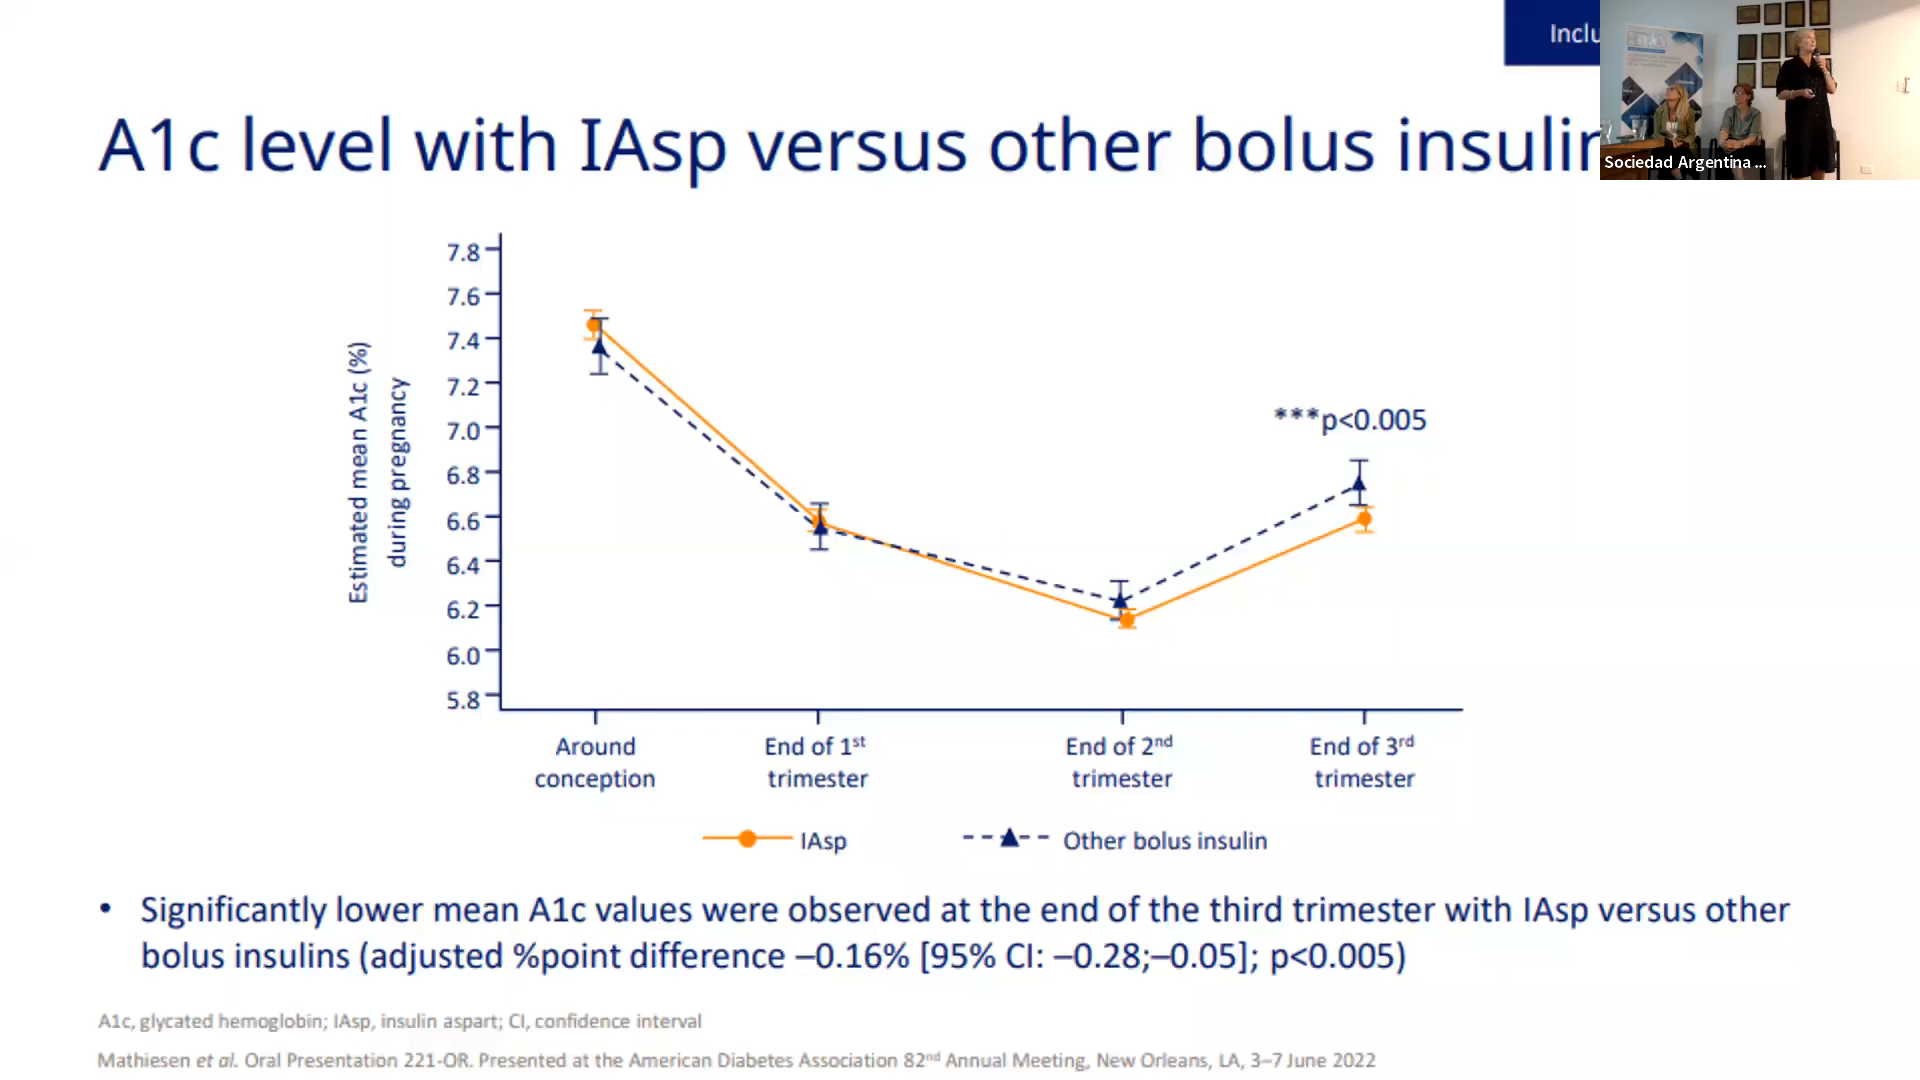 Sociedad Argentina ...
A1c level with IAsp versus other bolus
Estimated mean A1c (%)
during pregnancy
7.8
7.6
7.4
7.2
7.0
6.8
6.6
6.4
6.2
6.0
5.8
***p<0.005
Around
conception
End of 1st
trimester
End of 2nd
trimester
End of 3rd
trimester
IAsp
Other bolus insulin
• Significantly lower mean A1c values were observed at the end of the third trimester with IAsp versus other
bolus insulins (adjusted %point difference –0.16% [95% CI: –0.28;–0.05]; p<0.005)
A1c, glycated hemoglobin; IAsp, insulin aspart; CI, confidence interval
Mathiesen et al. Oral Presentation 221-OR. Presented at the American Diabetes Association 82nd Annual Meeting, New Orleans, LA, 3–7 June 2022